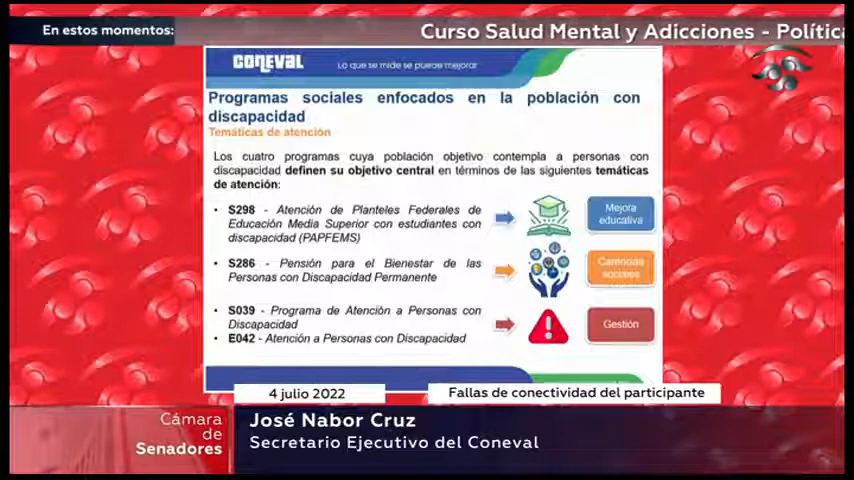 En estos momentos:
Curso Salud Mental y Adicciones - Política
CONEVAL
Lo que se mide se puede mejorar
Programas sociales enfocados en la población con
discapacidad
Temáticas de atención
Los cuatro programas cuya población objetivo contempla a personas con
discapacidad definen su objetivo central en términos de las siguientes temáticas
de atención:
• S298 - Atención de Planteles Federales de
Educación Media Superior con estudiantes con
discapacidad (PAPFEMS)
Mejora
educativa
• S286 - Pensión para el Bienestar de las
Personas con Discapacidad Permanente
Carencias
sociales
• S039 - Programa de Atención a Personas con
Discapacidad
• E042 - Atención a Personas con Discapacidad
Gestión
4 julio 2022
Fallas de conectividad del participante
Cámara
de
Senadores
José Nabor Cruz
Secretario Ejecutivo del Coneval